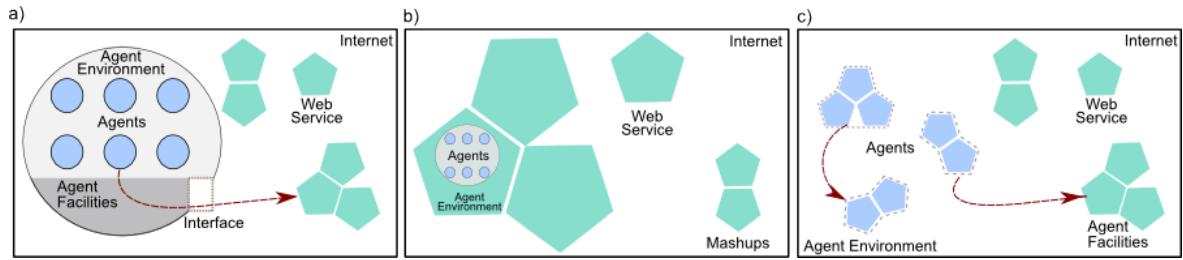 a)
Internet
Agent
Environment
Agents
Web
Service
Agent
Facilities
Interface
b)
Internet
Web
Service
Agents
Agent
Environment
Mashups
c)
Internet
Web
Service
Agents
Agent Environment
Agent
Facilities